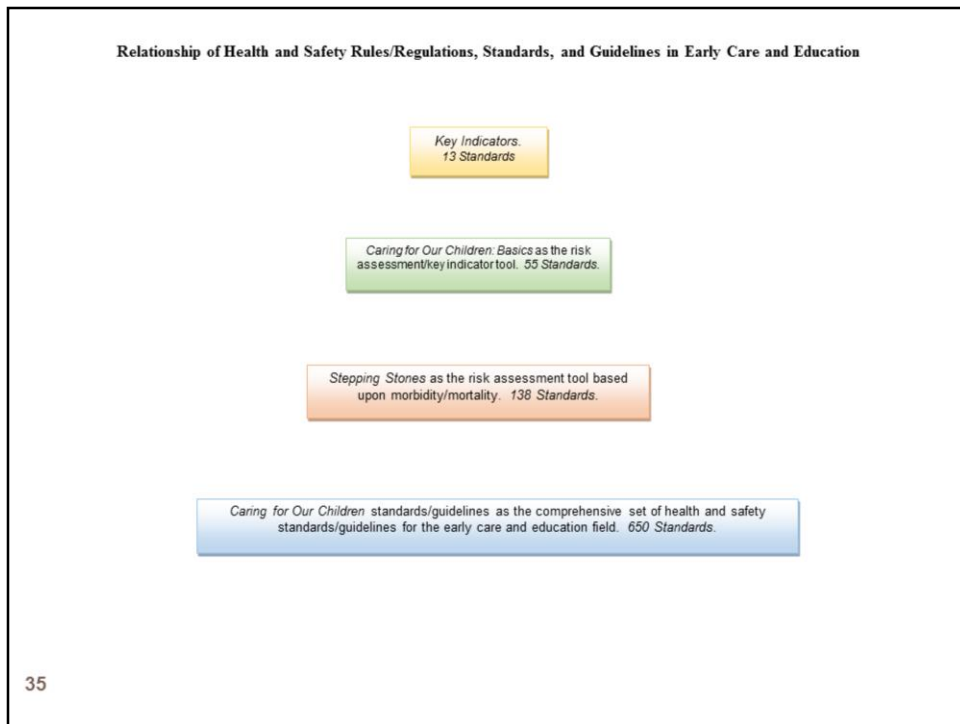 Relationship of Health and Safety Rules/Regulations, Standards, and Guidelines in Early Care and Education
Key Indicators.
13 Standards
Caring for Our Children: Basics as the risk
assessment/key indicator tool. 55 Standards.
Stepping Stones as the risk assessment tool based
upon morbidity/mortality. 138 Standards.
Caring for Our Children standards/guidelines as the comprehensive set of health and safety
standards/guidelines for the early care and education field. 650 Standards.
35